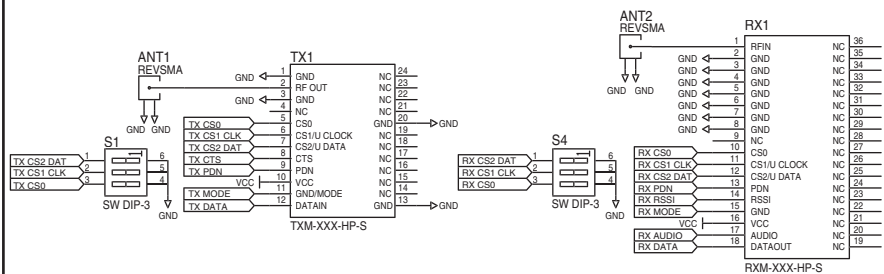 ANT1
REVSMA
GND GND
TX1
GND 1 GND NC 24
2 RF OUT NC 23
GND 3 GND NC 22
4 NC NC 21
TX CS0 5 CS0 GND 20 GND
TX CS1 CLK 6 CS1/U CLOCK NC 19
TX CS2 DAT 7 CS2/U DATA NC 18
TX CTS 8 CTS NC 17
TX PDN 9 PDN NC 16
VCC 10 VCC NC 15
TX MODE 11 GND/MODE NC 14
TX DATA 12 DATAIN GND 13 GND
TXM-XXX-HP-S
S1
TX CS2 DAT 1 1 6
TX CS1 CLK 2 5
TX CS0 3 4
SW DIP-3
GND
S4
RX CS2 DAT 1 1 6
RX CS1 CLK 2 5
RX CS0 3 4
SW DIP-3
GND
ANT2
REVSMA
GND GND
RX1
1 RFIN NC 36
GND 2 GND NC 35
GND 3 GND NC 34
GND 4 GND NC 33
GND 5 GND NC 32
GND 6 GND NC 31
GND 7 GND NC 30
GND 8 GND NC 29
9 NC NC 28
RX CS0 10 CS0 NC 27
RX CS1 CLK 11 CS1/U CLOCK NC 26
RX CS2 DAT 12 CS2/U DATA NC 25
RX PDN 13 PDN NC 24
RX RSSI 14 RSSI NC 23
RX MODE 15 GND NC 22
VCC 16 VCC NC 21
RX AUDIO 17 AUDIO NC 20
RX DATA 18 DATAOUT NC 19
RXM-XXX-HP-S